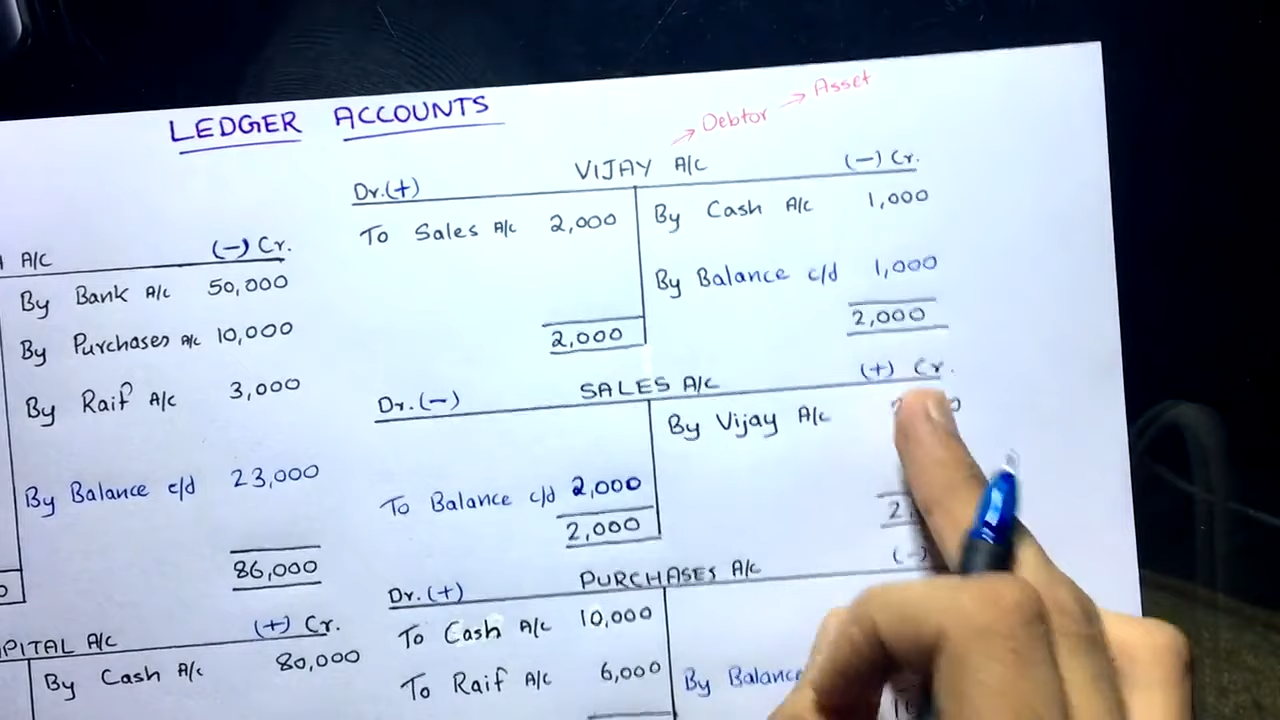 LEDGER ACCOUNTS
→ Debtor → Asset
A/C (-) Cr.
By Bank A/c 50,000
By Purchases A/c 10,000
By Raif A/c 3,000
By Balance c/d 23,000
86,000
PITAL A/c (+) Cr.
By Cash A/c 80,000
Dr.(+) VIJAY A/c (-) Cr.
To Sales A/c 2,000 By Cash A/c 1,000
By Balance c/d 1,000
2,000 2,000
Dr.(-) SALES A/c (+) Cr.
By Vijay A/c
To Balance c/d 2,000
2,000
Dr.(+) PURCHASES A/c (-)
To Cash A/c 10,000
To Raif A/c 6,000 By Balance